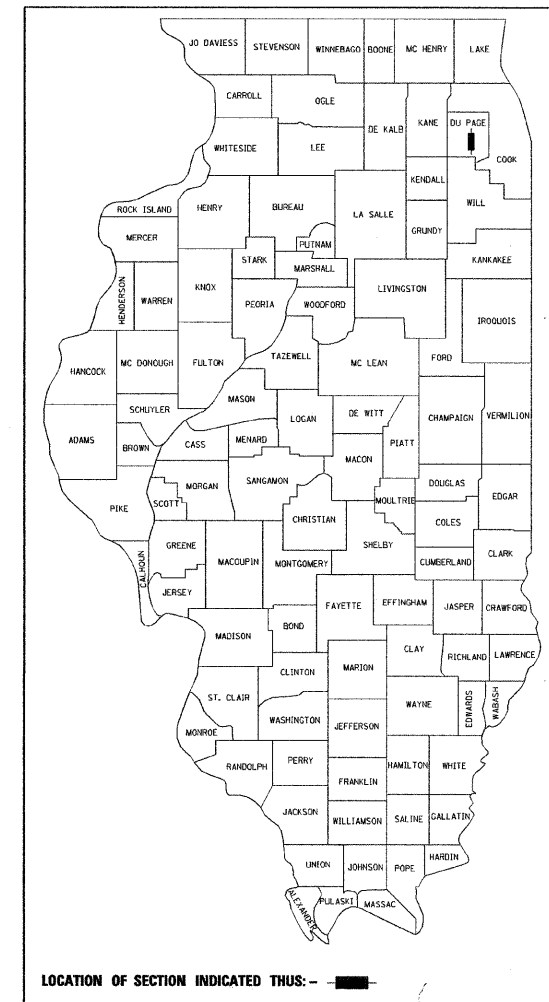 JO DAVIESS
STEVENSON
WINNEBAGO
BOONE
MC HENRY
LAKE
CARROLL
OGLE
DE KALB
KANE
DU PAGE
COOK
WHITESIDE
LEE
KENDALL
WILL
ROCK ISLAND
HENRY
BUREAU
LA SALLE
GRUNDY
MERCER
PUTNAM
STARK
MARSHALL
KANKAKEE
HENDERSON
WARREN
KNOX
PEORIA
WOODFORD
LIVINGSTON
IROQUOIS
HANCOCK
MC DONOUGH
FULTON
TAZEWELL
MC LEAN
FORD
MASON
SCHUYLER
LOGAN
DE WITT
CHAMPAIGN
VERMILION
ADAMS
BROWN
CASS
MENARD
PIATT
MACON
SANGAMON
MORGAN
DOUGLAS
EDGAR
PIKE
SCOTT
MOULTRIE
CHRISTIAN
COLES
GREENE
MACOUPIN
MONTGOMERY
SHELBY
CUMBERLAND
CLARK
CALHOUN
JERSEY
FAYETTE
EFFINGHAM
JASPER
CRAWFORD
MADISON
BOND
CLAY
RICHLAND
LAWRENCE
CLINTON
MARION
ST. CLAIR
WAYNE
EDWARDS
WABASH
WASHINGTON
JEFFERSON
MONROE
RANDOLPH
PERRY
HAMILTON
WHITE
FRANKLIN
JACKSON
WILLIAMSON
SALINE
GALLATIN
UNION
JOHNSON
POPE
HARDIN
ALEXANDER
PULASKI
MASSAC
LOCATION OF SECTION INDICATED THUS: -